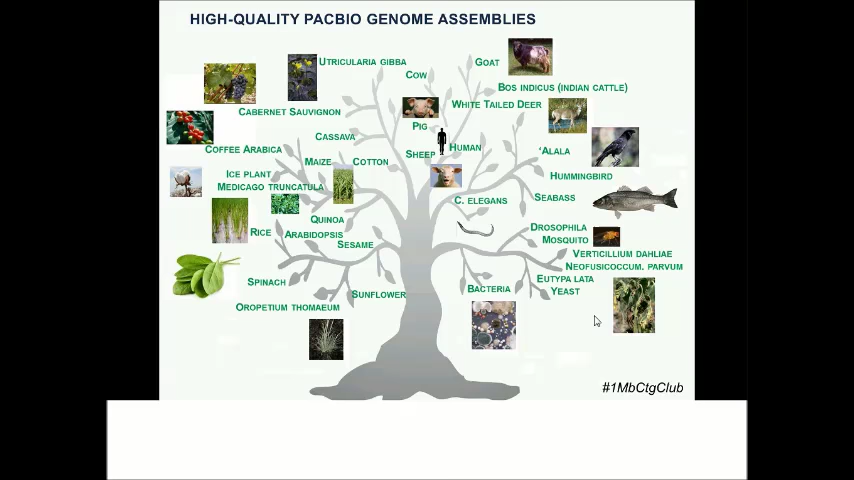 HIGH-QUALITY PACBIO GENOME ASSEMBLIES
UTRICULARIA GIBBA
COW
GOAT
BOS INDICUS (INDIAN CATTLE)
CABERNET SAUVIGNON
WHITE TAILED DEER
PIG
CASSAVA
COFFEE ARABICA
MAIZE
COTTON
SHEEP
HUMAN
'ALALA
ICE PLANT
MEDICAGO TRUNCATULA
HUMMINGBIRD
C. ELEGANS
SEABASS
QUINOA
RICE
ARABIDOPSIS
SESAME
DROSOPHILA
MOSQUITO
VERTICILLIUM DAHLIAE
NEOFUSICOCCUM. PARVUM
EUTYPA LATA
YEAST
SPINACH
SUNFLOWER
BACTERIA
OROPETIUM THOMAEUM
#1MbCtgClub